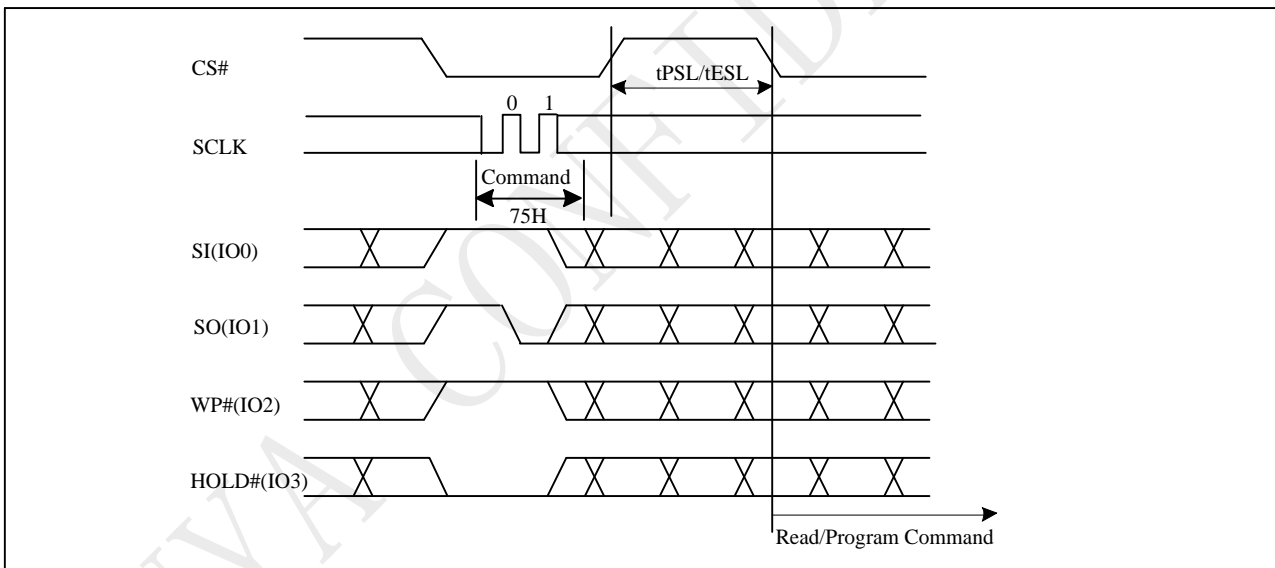 CS#
tPSL/tESL
0 1
SCLK
Command
75H
SI(IO0)
SO(IO1)
WP#(IO2)
HOLD#(IO3)
Read/Program Command